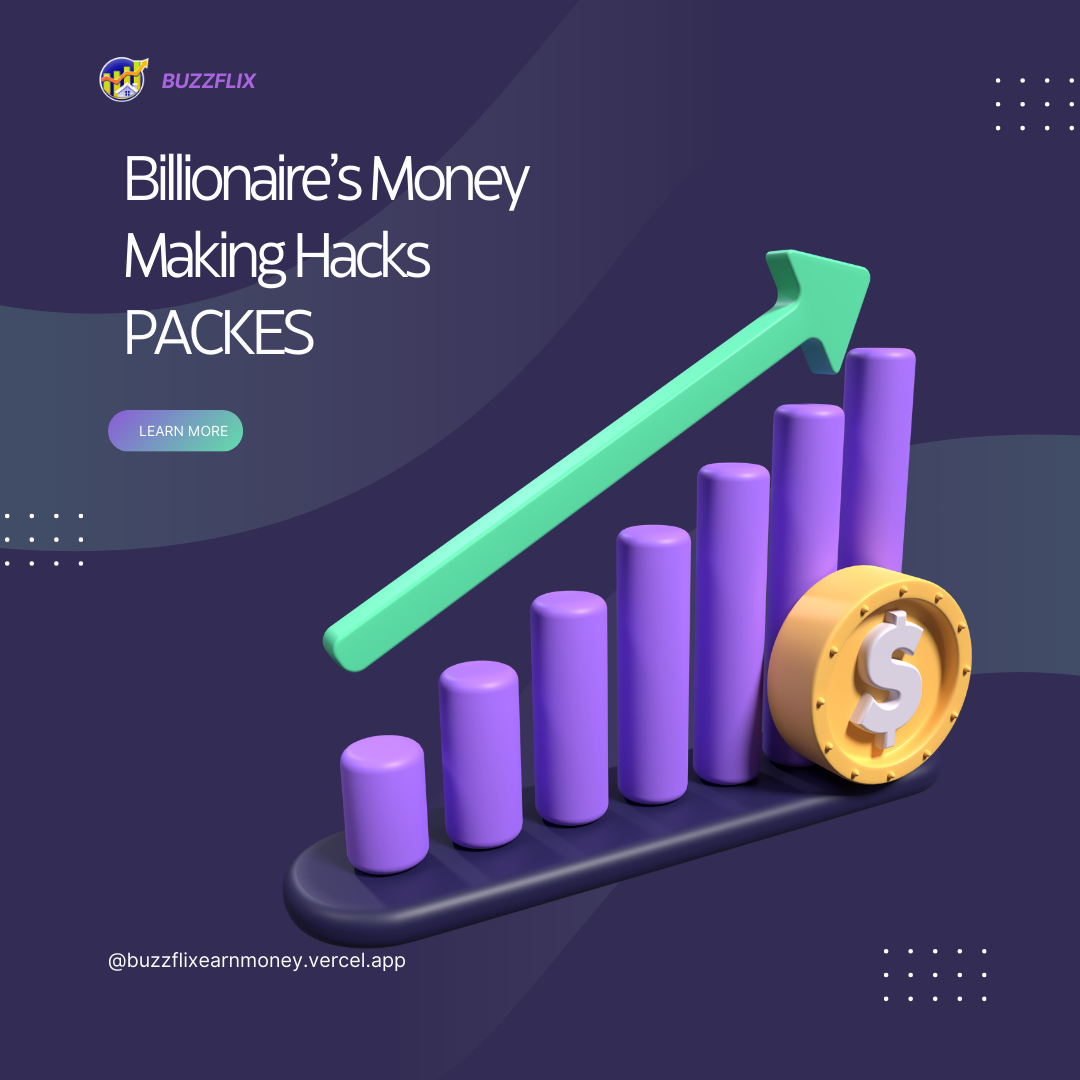 BUZZFLIX
Billionaire’s Money
Making Hacks
PACKES
LEARN MORE
$
@buzzflixearnmoney.vercel.app